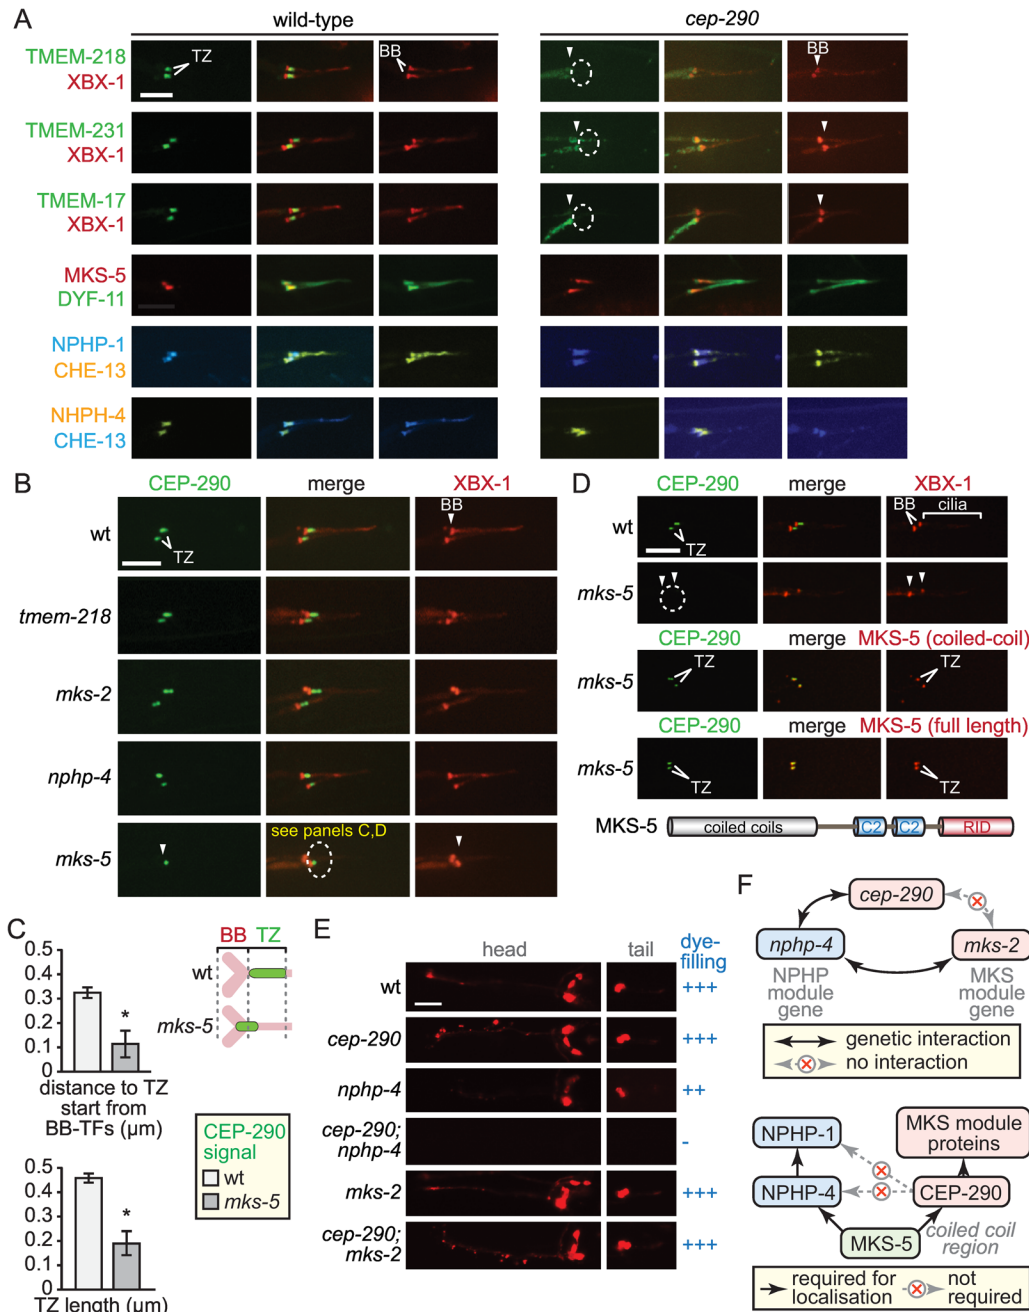 A
wild-type
cep-290
TMEM-218
XBX-1
TZ
BB
BB
TMEM-231
XBX-1
TMEM-17
XBX-1
MKS-5
DYF-11
NPHP-1
CHE-13
NHPH-4
CHE-13
B
CEP-290
merge
XBX-1
wt
TZ
BB
tmem-218
mks-2
nphp-4
mks-5
see panels C,D
D
CEP-290
merge
XBX-1
wt
TZ
BB
cilia
mks-5
CEP-290
merge
MKS-5 (coiled-coil)
mks-5
TZ
TZ
CEP-290
merge
MKS-5 (full length)
mks-5
TZ
TZ
MKS-5
coiled coils
C2
C2
RID
C
0.5
0.4
0.3
0.2
0.1
0
*
distance to TZ
start from
BB-TFs (µm)
BB
TZ
wt
mks-5
CEP-290
signal
wt
mks-5
0.5
0.4
0.3
0.2
0.1
0
*
TZ length (µm)
E
head
tail
dye-
filling
wt
+++
cep-290
+++
nphp-4
++
cep-290;
nphp-4
-
mks-2
+++
cep-290;
mks-2
+++
F
cep-290
nphp-4
mks-2
NPHP
module
gene
MKS
module
gene
genetic interaction
no interaction
NPHP-1
MKS module
proteins
NPHP-4
CEP-290
MKS-5
coiled coil
region
required for
localisation
not
required